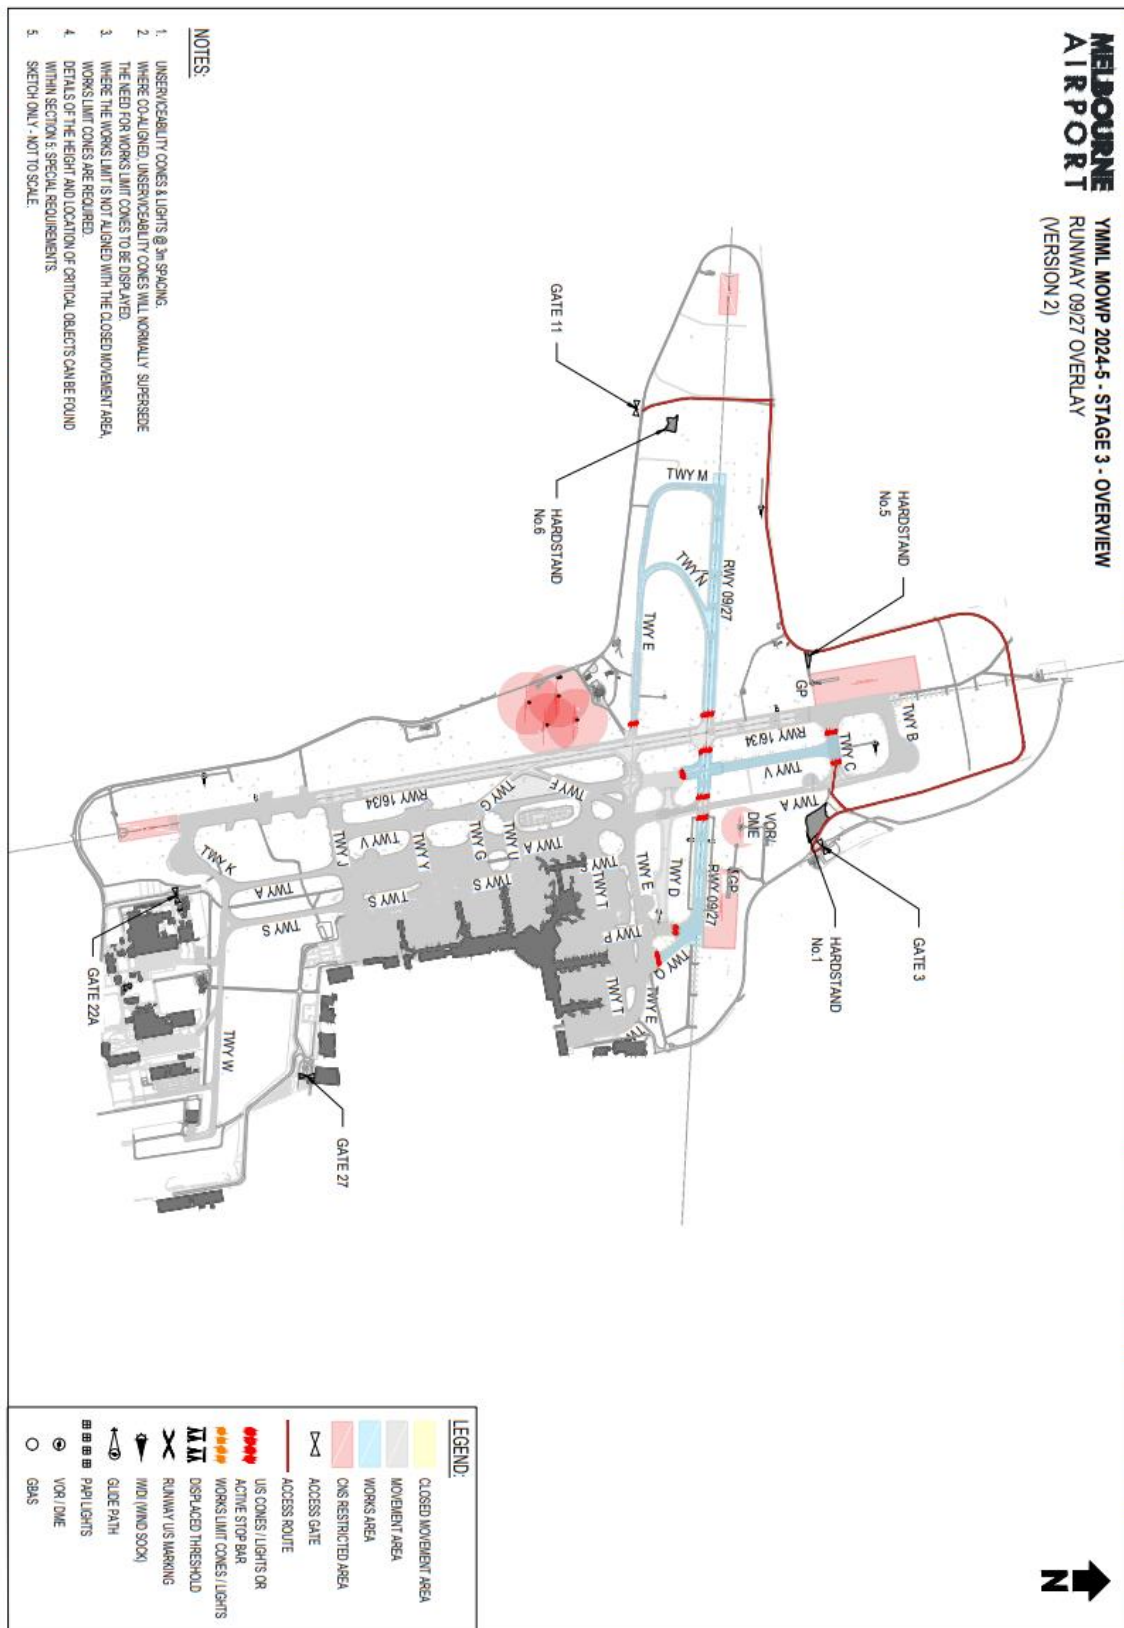 MELBOURNE
AIRPORT
YMML MOWP 2024-5 - STAGE 3 - OVERVIEW
RUNWAY 09/27 OVERLAY
(VERSION 2)
N
GATE 11
HARDSTAND
No.6
HARDSTAND
No.5
TWY M
TWY N
RWY 09/27
TWY E
GP
TWY B
TWY C
RWY 16/34
TWY V
TWY A
VOR/
DME
GP
RWY 09/27
TWY D
TWY E
TWY Q
TWY E
HARDSTAND
No.1
GATE 3
TWY F
TWY G
RWY 16/34
TWY A
TWY U
TWY G
TWY Y
TWY V
TWY J
TWY S
TWY S
TWY T
TWY P
TWY T
TWY K
TWY A
TWY S
TWY W
GATE 22A
GATE 27
NOTES:
1. UNSERVICEABILITY CONES & LIGHTS @ 3m SPACING.
2. WHERE CO-ALIGNED, UNSERVICEABILITY CONES WILL NORMALLY SUPERSEDE
THE NEED FOR WORKS LIMIT CONES TO BE DISPLAYED.
3. WHERE THE WORKS LIMIT IS NOT ALIGNED WITH THE CLOSED MOVEMENT AREA,
WORKS LIMIT CONES ARE REQUIRED.
4. DETAILS OF THE HEIGHT AND LOCATION OF CRITICAL OBJECTS CAN BE FOUND
WITHIN SECTION 5: SPECIAL REQUIREMENTS.
5. SKETCH ONLY - NOT TO SCALE.
LEGEND:
CLOSED MOVEMENT AREA
MOVEMENT AREA
WORKS AREA
CNS RESTRICTED AREA
ACCESS GATE
ACCESS ROUTE
U/S CONES / LIGHTS OR
ACTIVE STOP BAR
WORKS LIMIT CONES / LIGHTS
DISPLACED THRESHOLD
RUNWAY U/S MARKING
IWDI (WIND SOCK)
GLIDE PATH
PAPI LIGHTS
VOR / DME
GBAS